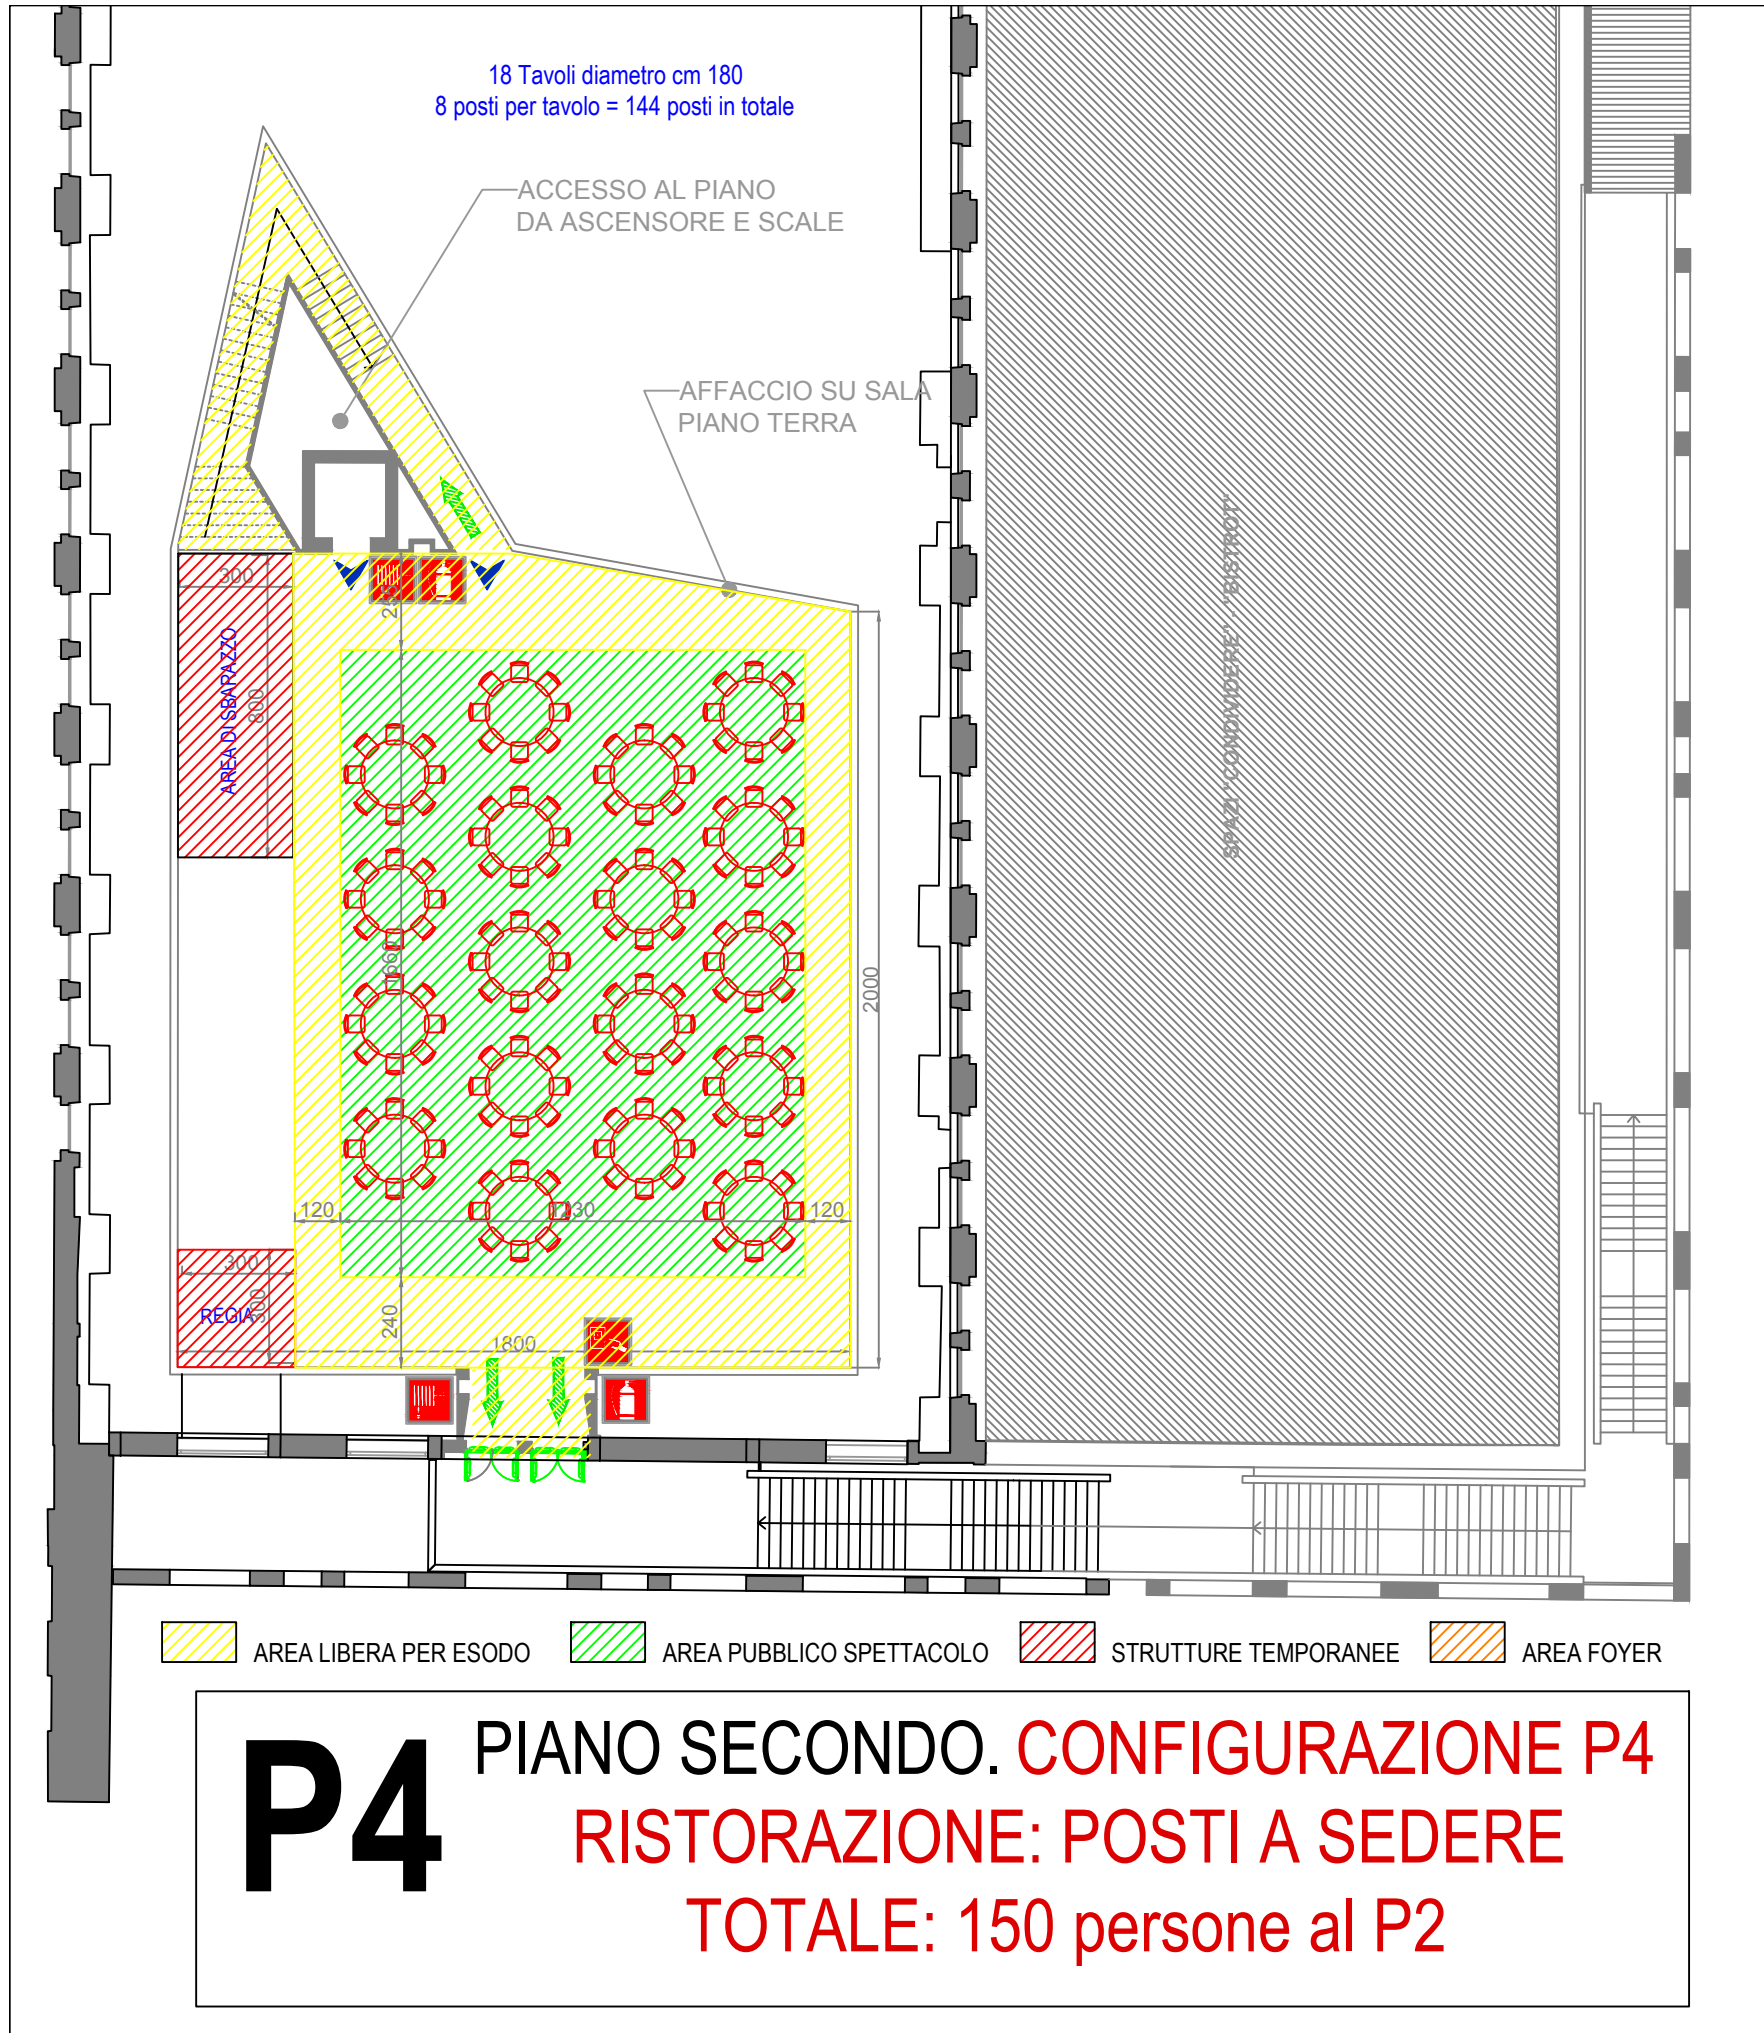 18 Tavoli diametro cm 180
8 posti per tavolo = 144 posti in totale
ACCESSO AL PIANO
DA ASCENSORE E SCALE
AFFACCIO SU SALA
PIANO TERRA
300
AREA DI SBARAZZO
800
SPAZI "CONDIVIDERE" - "BISTROT"
1660
2000
120
1230
120
300
REGIA
300
240
1800
AREA LIBERA PER ESODO
AREA PUBBLICO SPETTACOLO
STRUTTURE TEMPORANEE
AREA FOYER
P4
PIANO SECONDO. CONFIGURAZIONE P4
RISTORAZIONE: POSTI A SEDERE
TOTALE: 150 persone al P2